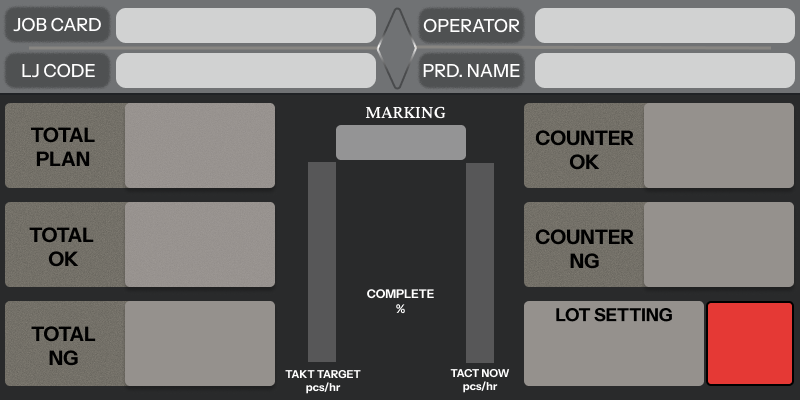 JOB CARD
OPERATOR
LJ CODE
PRD. NAME
MARKING
TOTAL
PLAN
COUNTER
OK
TOTAL
OK
COUNTER
NG
COMPLETE
%
TOTAL
NG
LOT SETTING
TAKT TARGET
pcs/hr
TACT NOW
pcs/hr